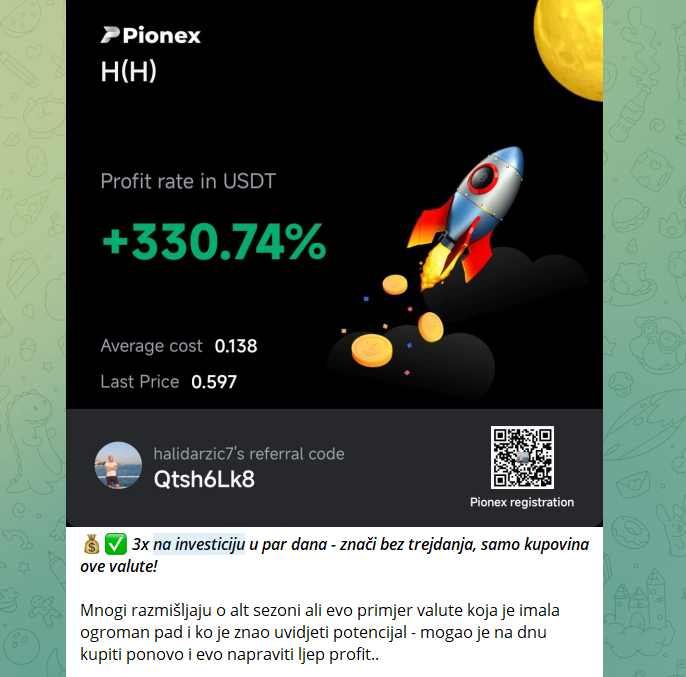 Pionex
H(H)
Profit rate in USDT
+330.74%
Average cost 0.138
Last Price 0.597
halidarzic7's referral code
Qtsh6Lk8
Pionex registration
💰✅ 3x na investiciju u par dana - znači bez trejdanja, samo kupovina
ove valute!
Mnogi razmišljaju o alt sezoni ali evo primjer valute koja je imala
ogroman pad i ko je znao uvidjeti potencijal - mogao je na dnu
kupiti ponovo i evo napraviti ljep profit..